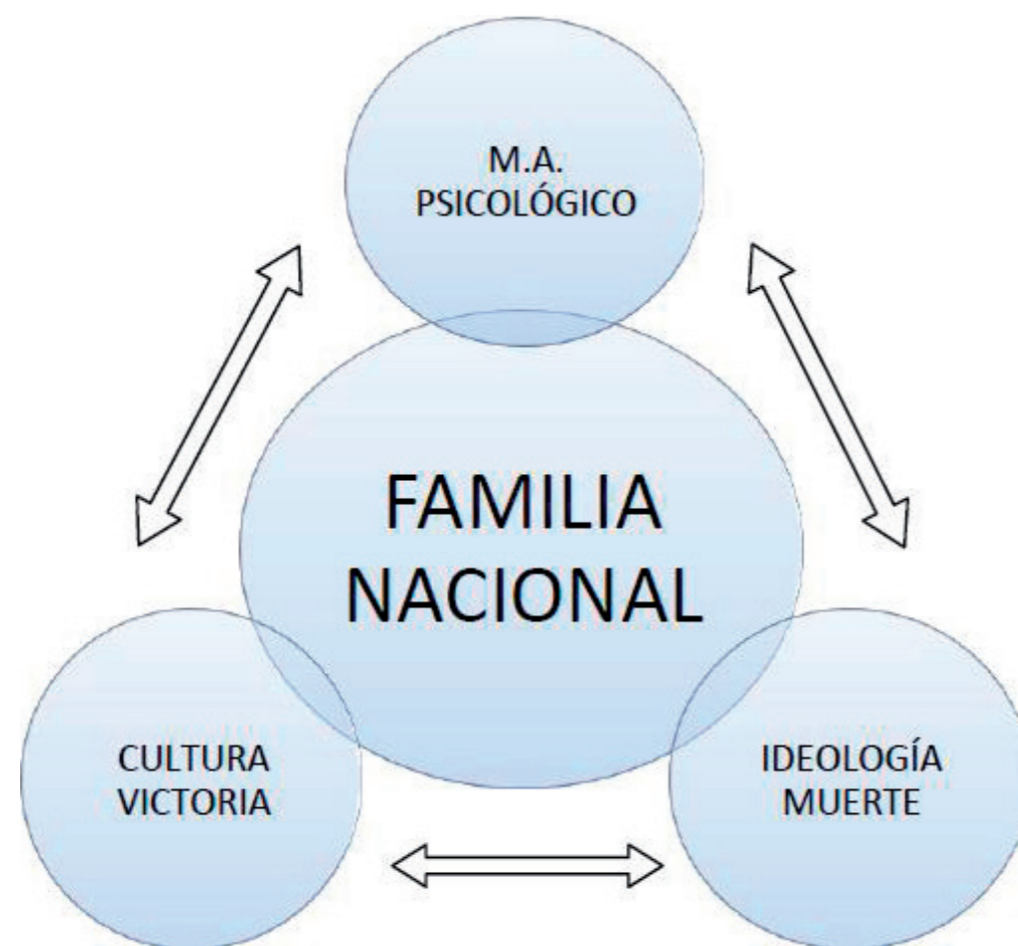 M.A.
PSICOLÓGICO
FAMILIA
NACIONAL
CULTURA
VICTORIA
IDEOLOGÍA
MUERTE